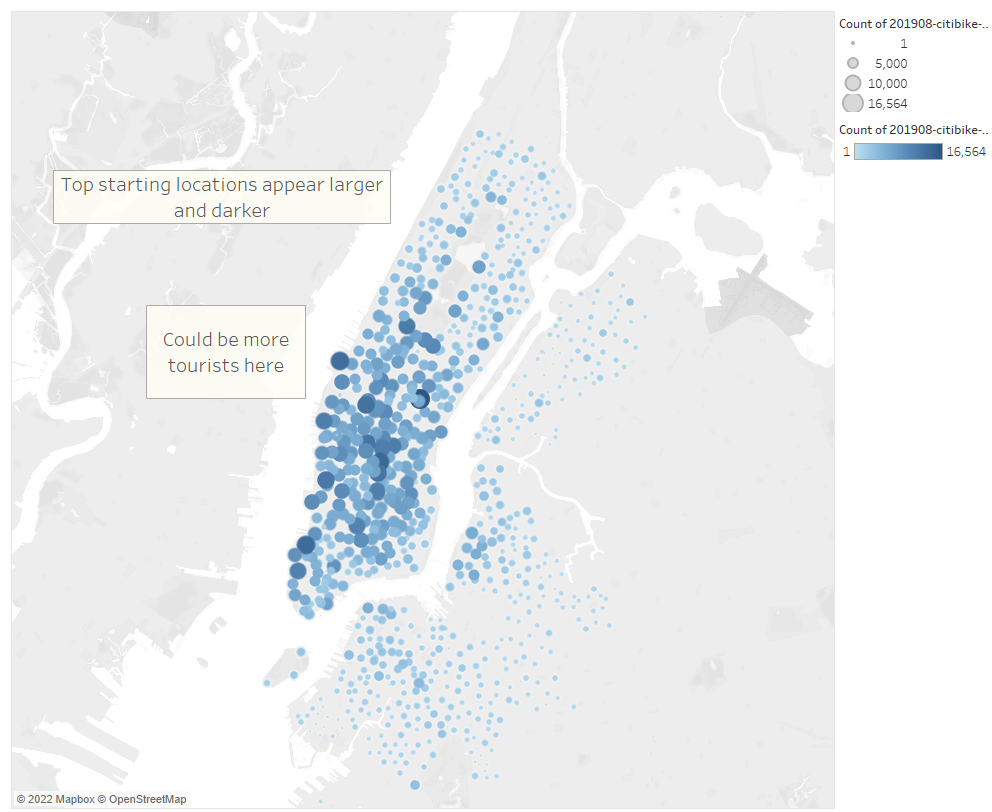 Count of 201908-citibike-..
1
5,000
10,000
16,564
Count of 201908-citibike-..
1 16,564
Top starting locations appear larger
and darker
Could be more
tourists here
© 2022 Mapbox © OpenStreetMap